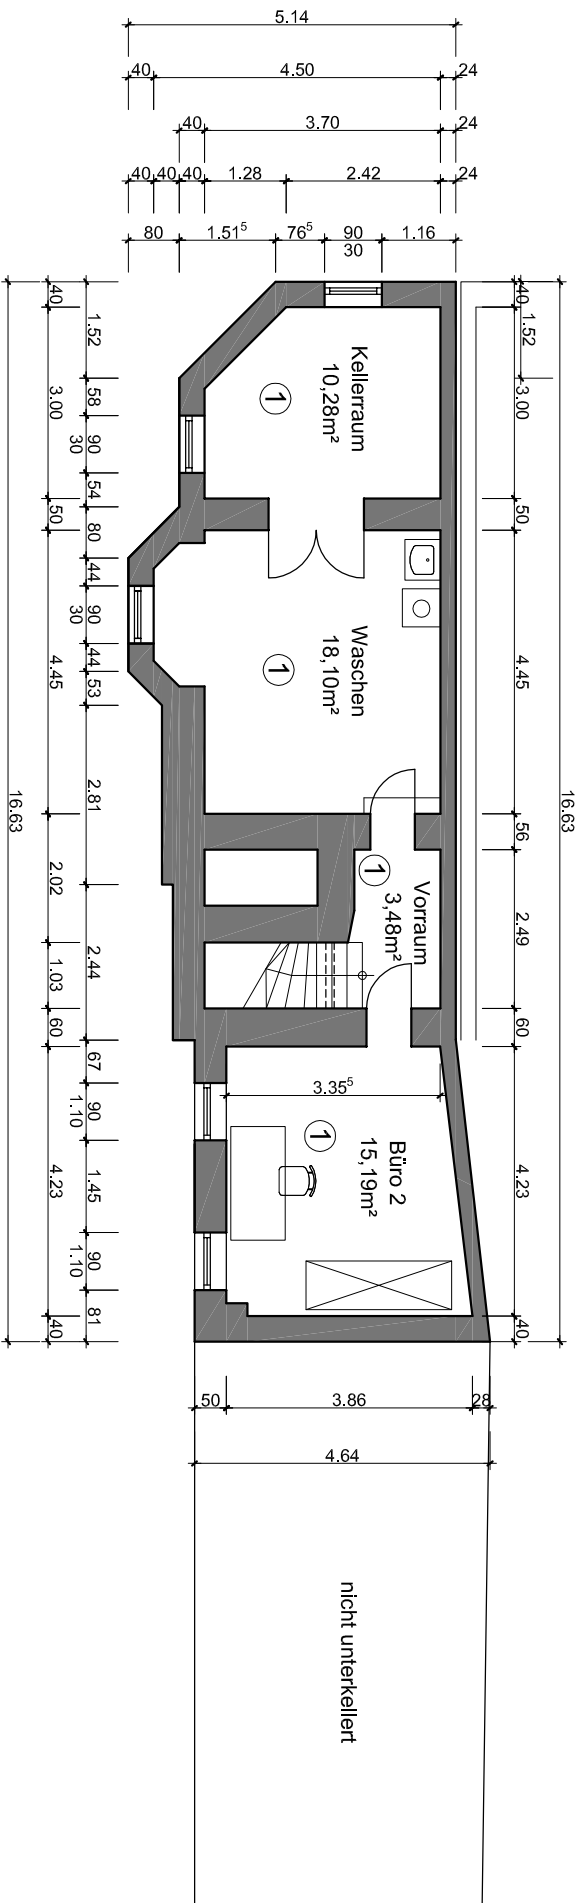 5.14
40 4.50 24
40 3.70 24
40 40 40 1.28 2.42 24
80 1.51⁵ 76⁵ 90 1.16
30
16.63
40 3.00 50 4.45 2.02 1.03 60 4.23 40
1.52 58 90 54 80 44 90 44 53 2.81 2.44 67 90 1.45 90 81
30 30 1.10 1.10
Kellerraum
10,28m²
1
Waschen
18,10m²
1
Vorraum
3,48m²
1
3.35⁵
Büro 2
15,19m²
1
40 3.00 50 4.45 56 2.49 60 4.23 40
1.52
16.63
50 3.86 28
4.64
nicht unterkellert